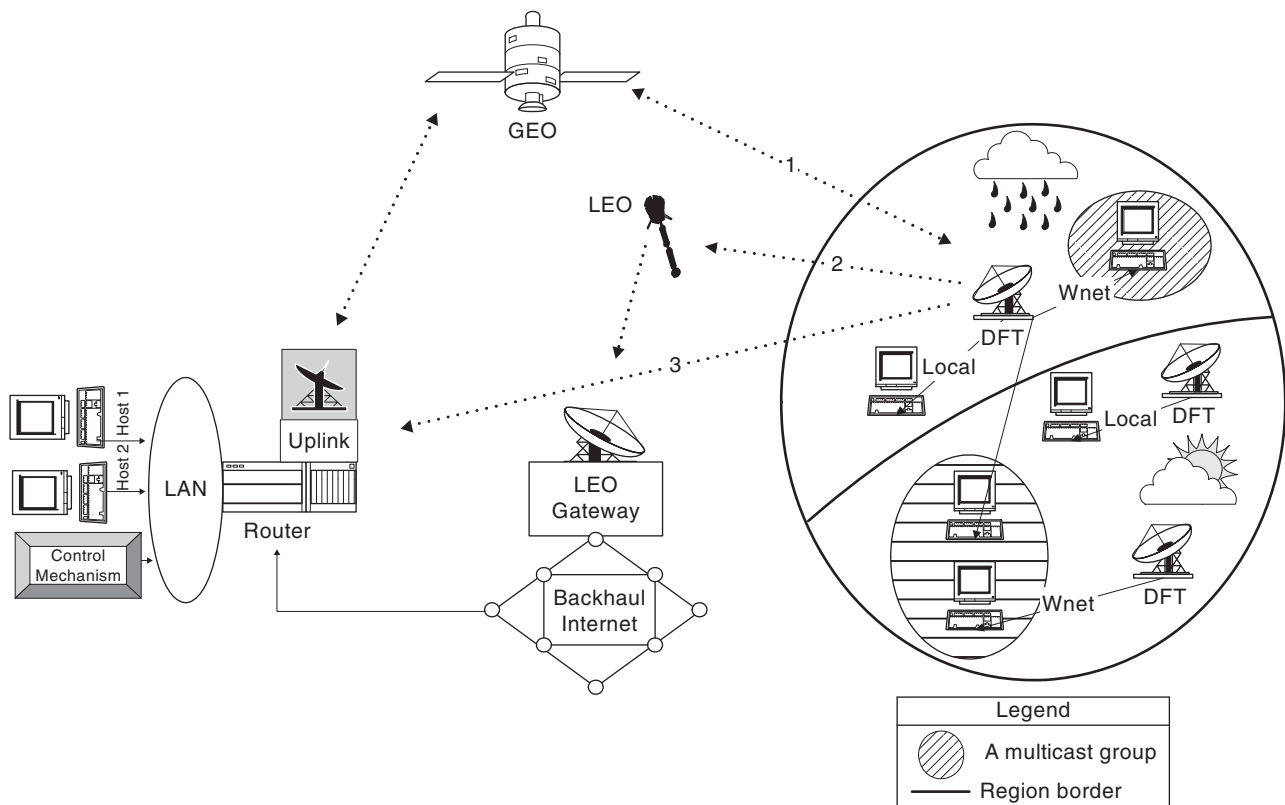 GEO
1
LEO
2
Wnet
DFT
3
Local
Local
DFT
Host 1
Host 2
Uplink
LAN
LEO
Gateway
Router
Control
Mechanism
Backhaul
Internet
Wnet
DFT
Legend
A multicast group
Region border